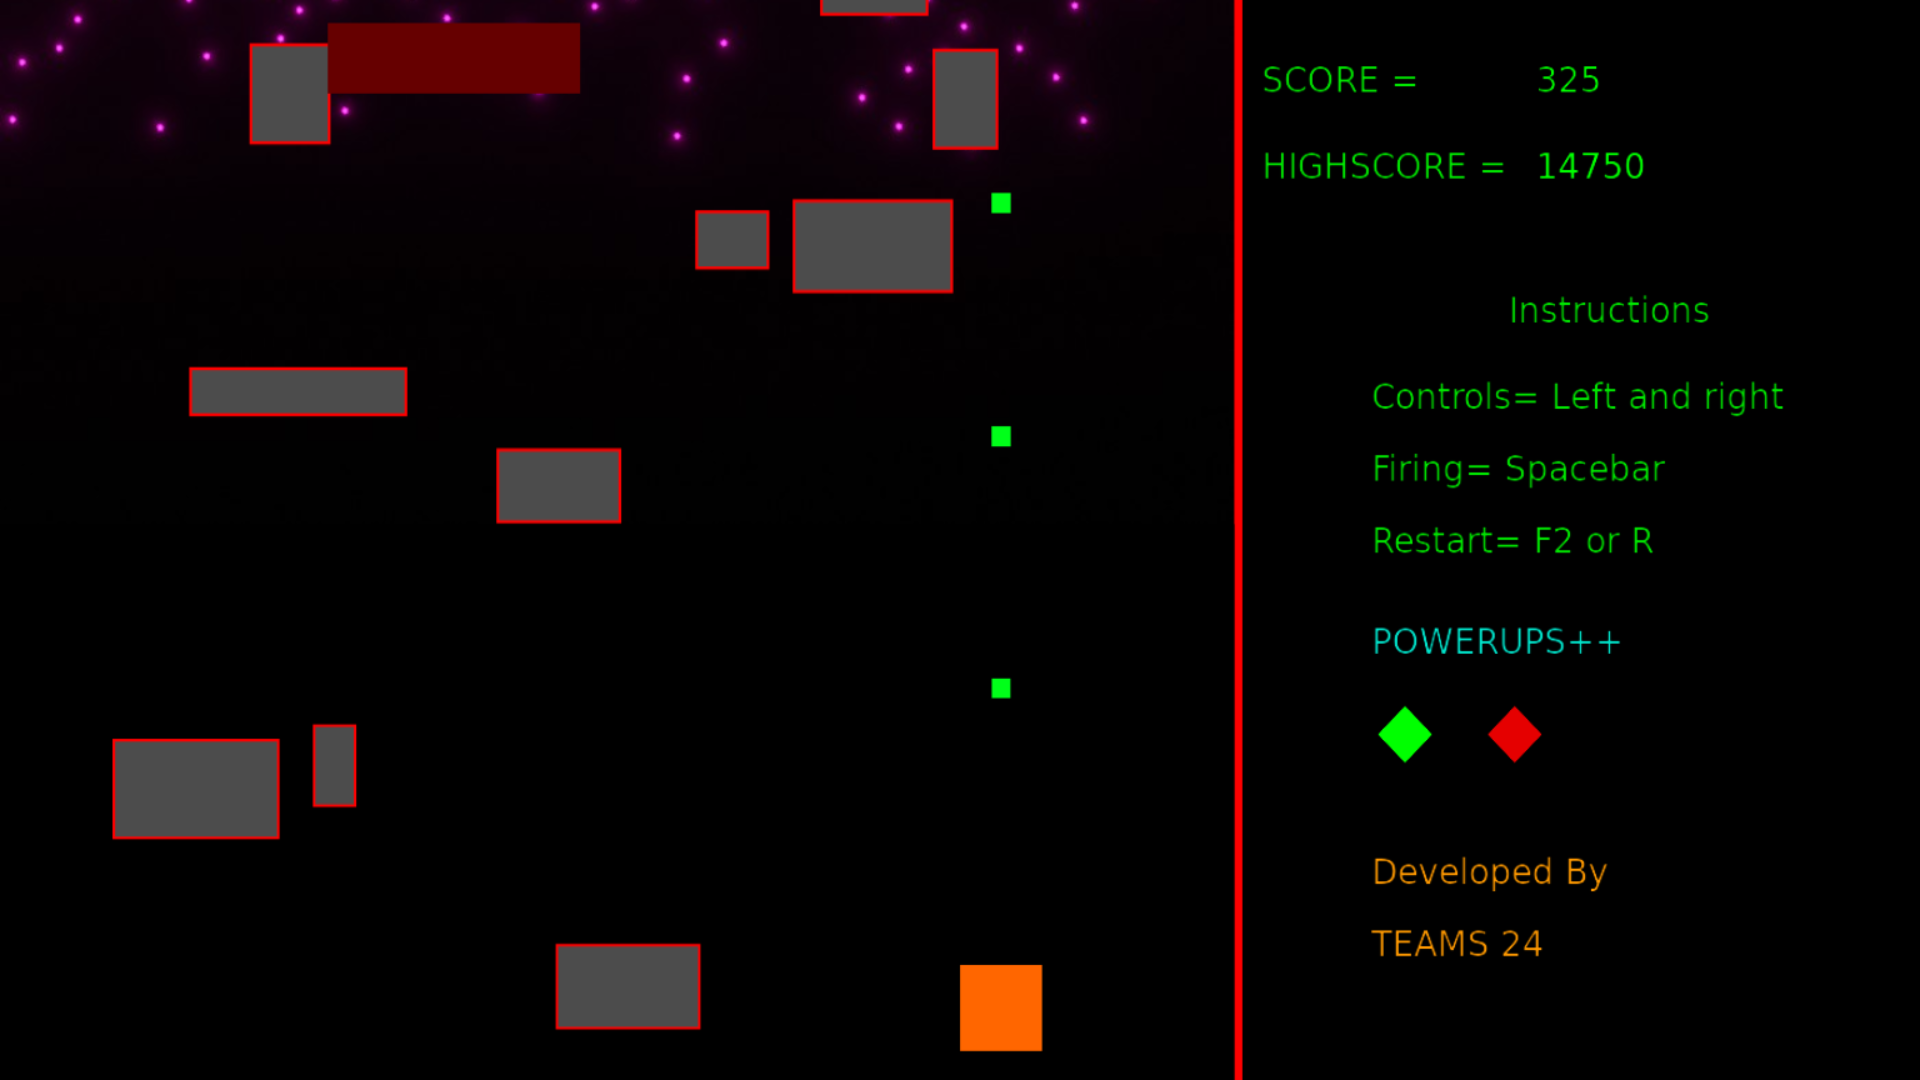 SCORE = 325
HIGHSCORE = 14750
Instructions
Controls= Left and right
Firing= Spacebar
Restart= F2 or R
POWERUPS++
Developed By
TEAMS 24